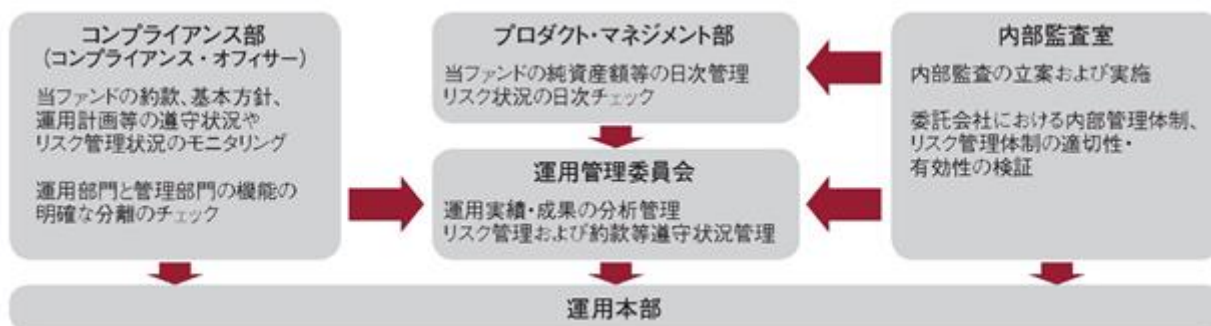 コンプライアンス部
(コンプライアンス・オフィサー)
当ファンドの約款、基本方針、
運用計画等の遵守状況や
リスク管理状況のモニタリング
運用部門と管理部門の機能の
明確な分離のチェック
プロダクト・マネジメント部
当ファンドの純資産額等の日次管理
リスク状況の日次チェック
運用管理委員会
運用実績・成果の分析管理
リスク管理および約款等遵守状況管理
内部監査室
内部監査の立案および実施
委託会社における内部管理体制、
リスク管理体制の適切性・
有効性の検証
運用本部